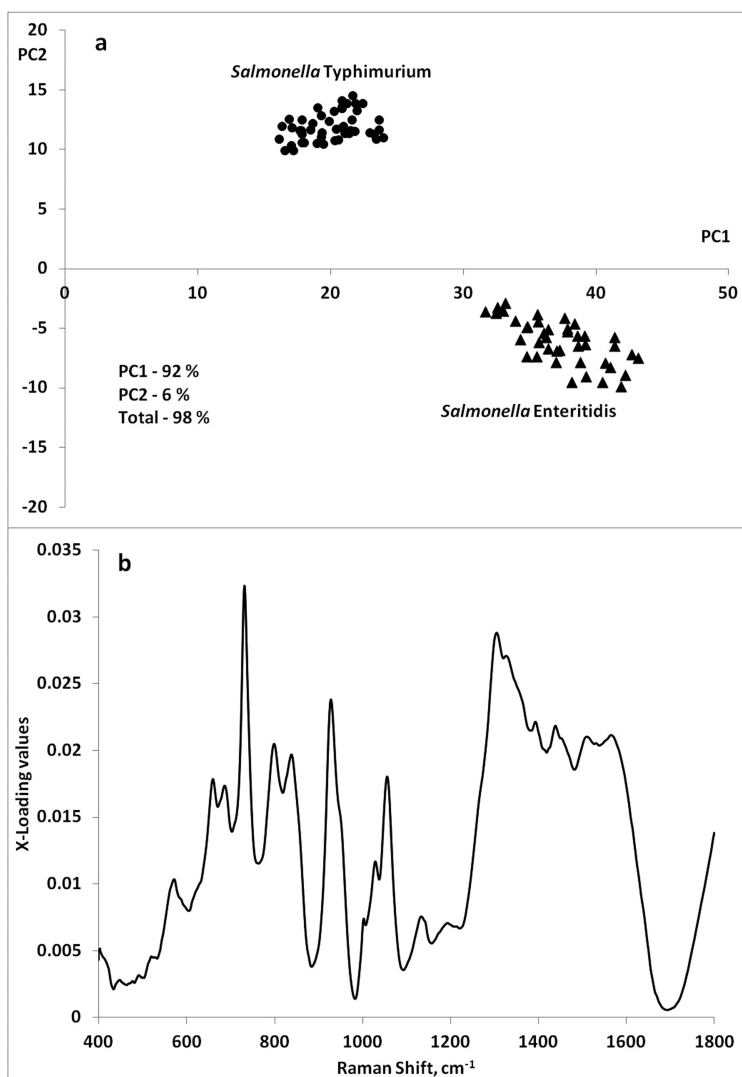 a
20
PC2
15
10
5
0
-5
-10
-15
-20
Salmonella Typhimurium
PC1
0 10 20 30 40 50
PC1 - 92 %
PC2 - 6 %
Total - 98 %
Salmonella Enteritidis
b
0.035
0.03
0.025
0.02
0.015
0.01
0.005
0
X-Loading values
400 600 800 1000 1200 1400 1600 1800
Raman Shift, cm⁻¹